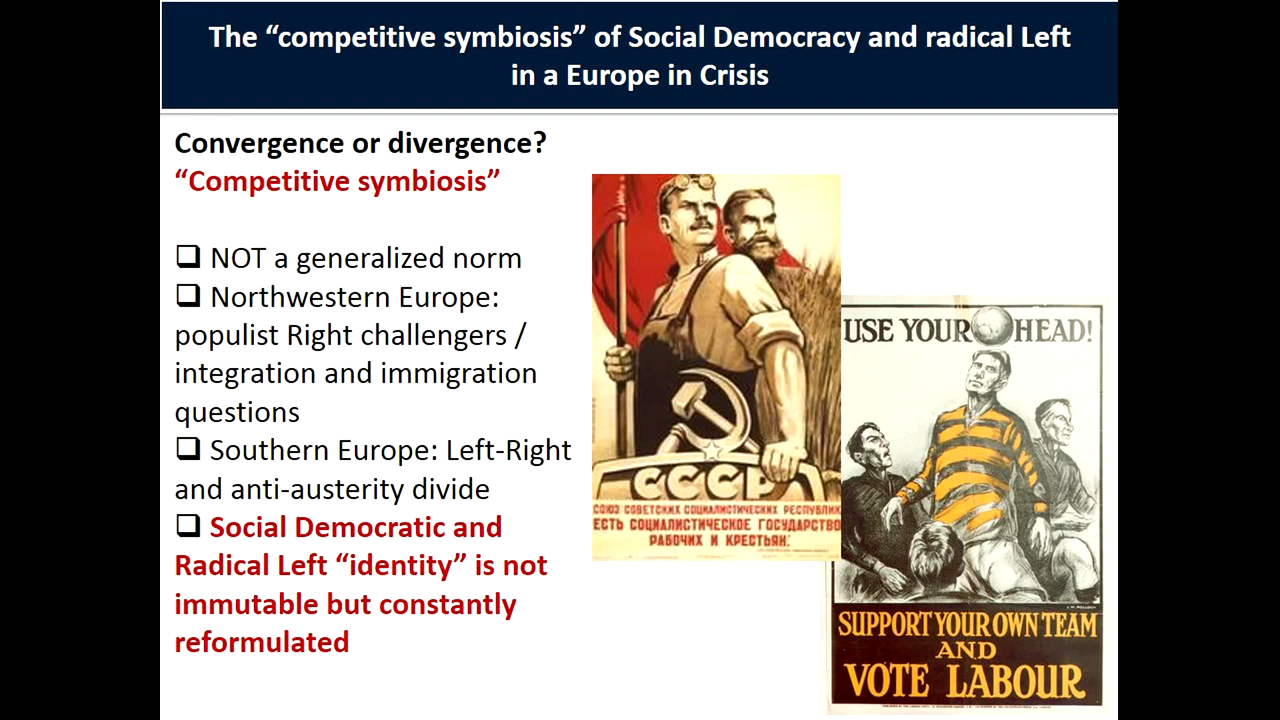 The “competitive symbiosis” of Social Democracy and radical Left
in a Europe in Crisis
Convergence or divergence?
“Competitive symbiosis”
❑ NOT a generalized norm
❑ Northwestern Europe:
populist Right challengers /
integration and immigration
questions
❑ Southern Europe: Left-Right
and anti-austerity divide
❑ Social Democratic and
Radical Left “identity” is not
immutable but constantly
reformulated
СССР
СОЮЗ СОВЕТСКИХ СОЦИАЛИСТИЧЕСКИХ РЕСПУБЛИК
ЕСТЬ СОЦИАЛИСТИЧЕСКОЕ ГОСУДАРСТВО
РАБОЧИХ И КРЕСТЬЯН.
USE YOUR HEAD!
SUPPORT YOUR OWN TEAM
AND
VOTE LABOUR